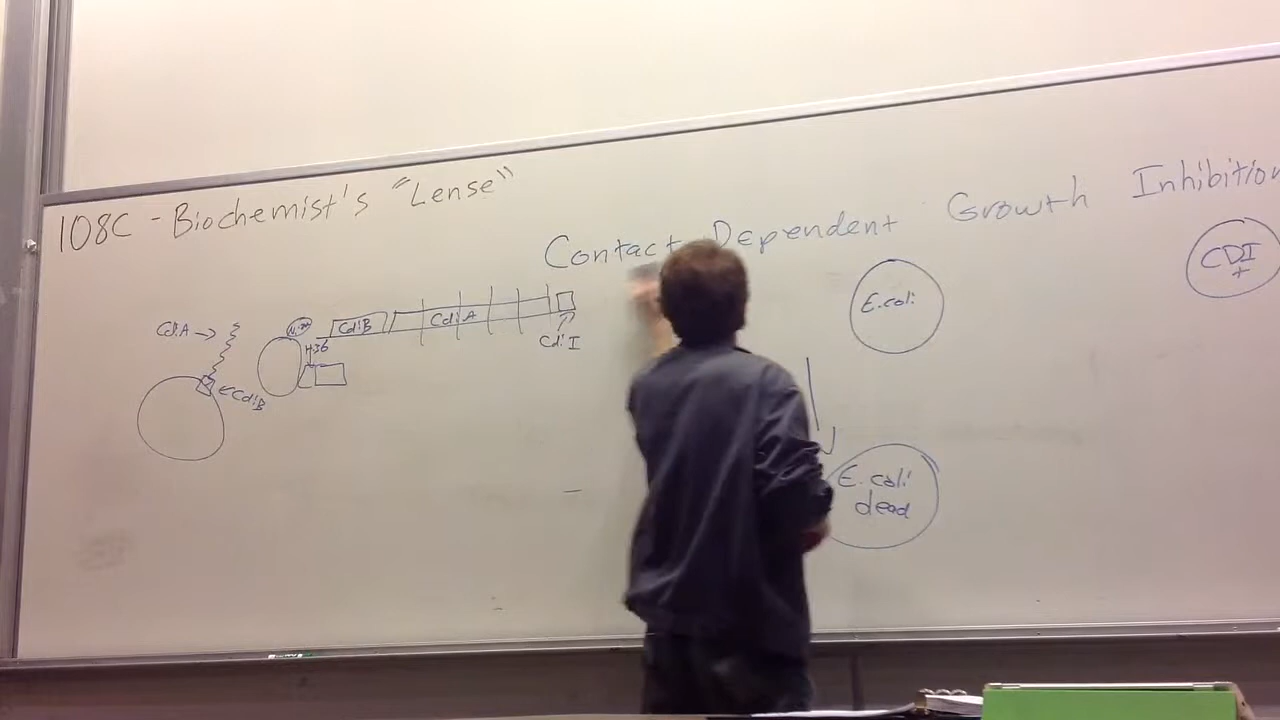 108C - Biochemist's "Lense"
Contact Dependent Growth Inhibition
CDI
+
E.coli
CdiB
CdiA
CdiI
CdiA
CdiB
H36
E.coli
dead